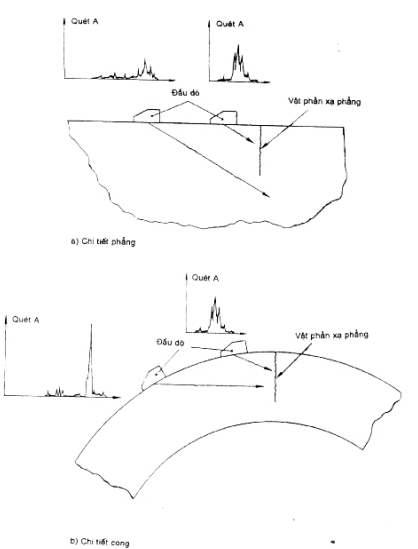 Quét A
Quét A
Đầu dò
Vật phản xạ phẳng
a) Chi tiết phẳng
Quét A
Quét A
Vật phản xạ phẳng
Đầu dò
b) Chi tiết cong